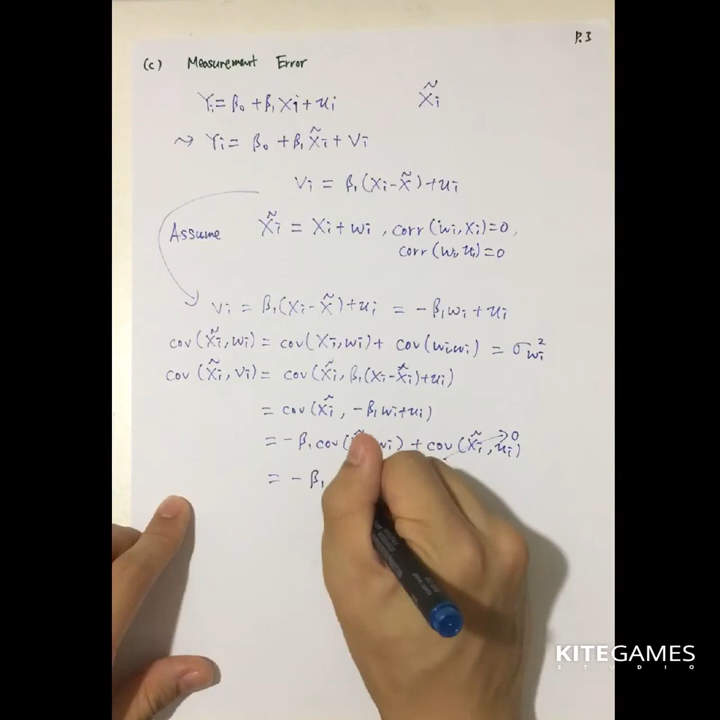 P.3
(c) Measurement Error
Yi = β₀ + β₁Xi + ui X̃i
⤳ Yi = β₀ + β₁X̃i + Vi
Vi = β₁(Xi - X̃) + ui
Assume X̃i = Xi + wi , corr(wi, Xi) = 0,
corr(wi, ui) = 0
Vi = β₁(Xi - X̃) + ui = -β₁wi + ui
cov(X̃i, wi) = cov(Xi, wi) + cov(wi wi) = σ²wi
cov(X̃i, Vi) = cov(X̃i, β₁(Xi - X̃i) + ui)
= cov(X̃i, -β₁wi + ui)
= -β₁ cov( wi) + cov(X̃i, ui) 0
= - β₁
KITEGAMES
STUDIO